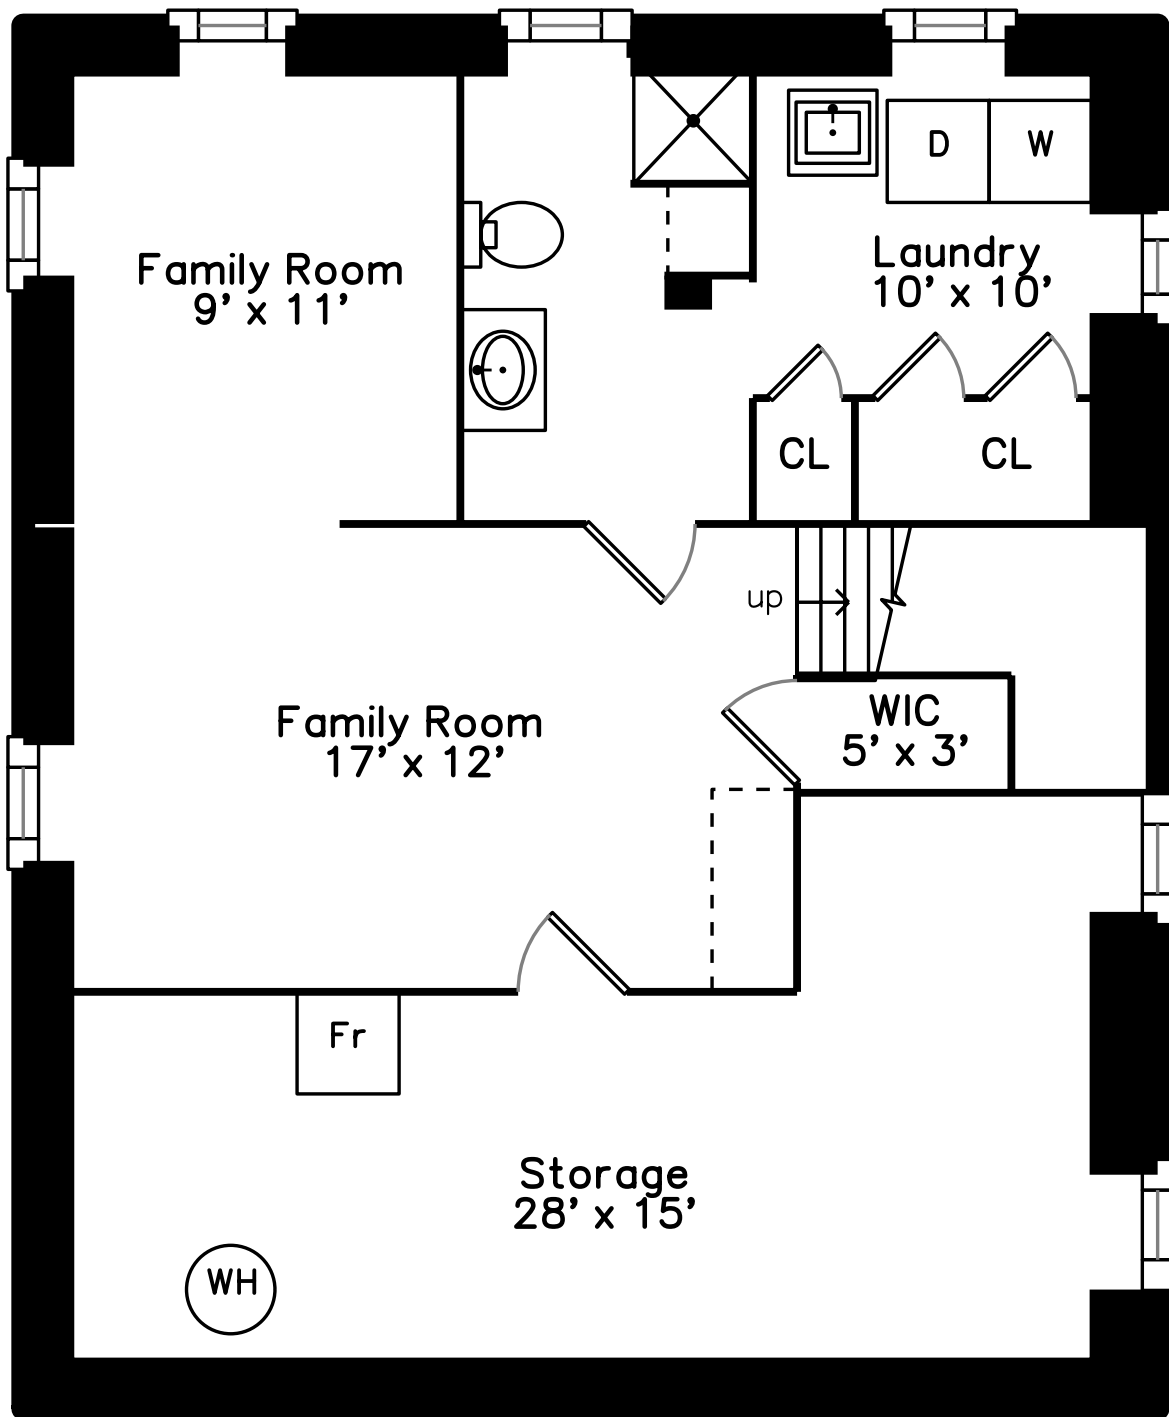 D
W
Laundry
10' x 10'
Family Room
9' x 11'
CL
CL
up
WIC
5' x 3'
Family Room
17' x 12'
Fr
Storage
28' x 15'
WH